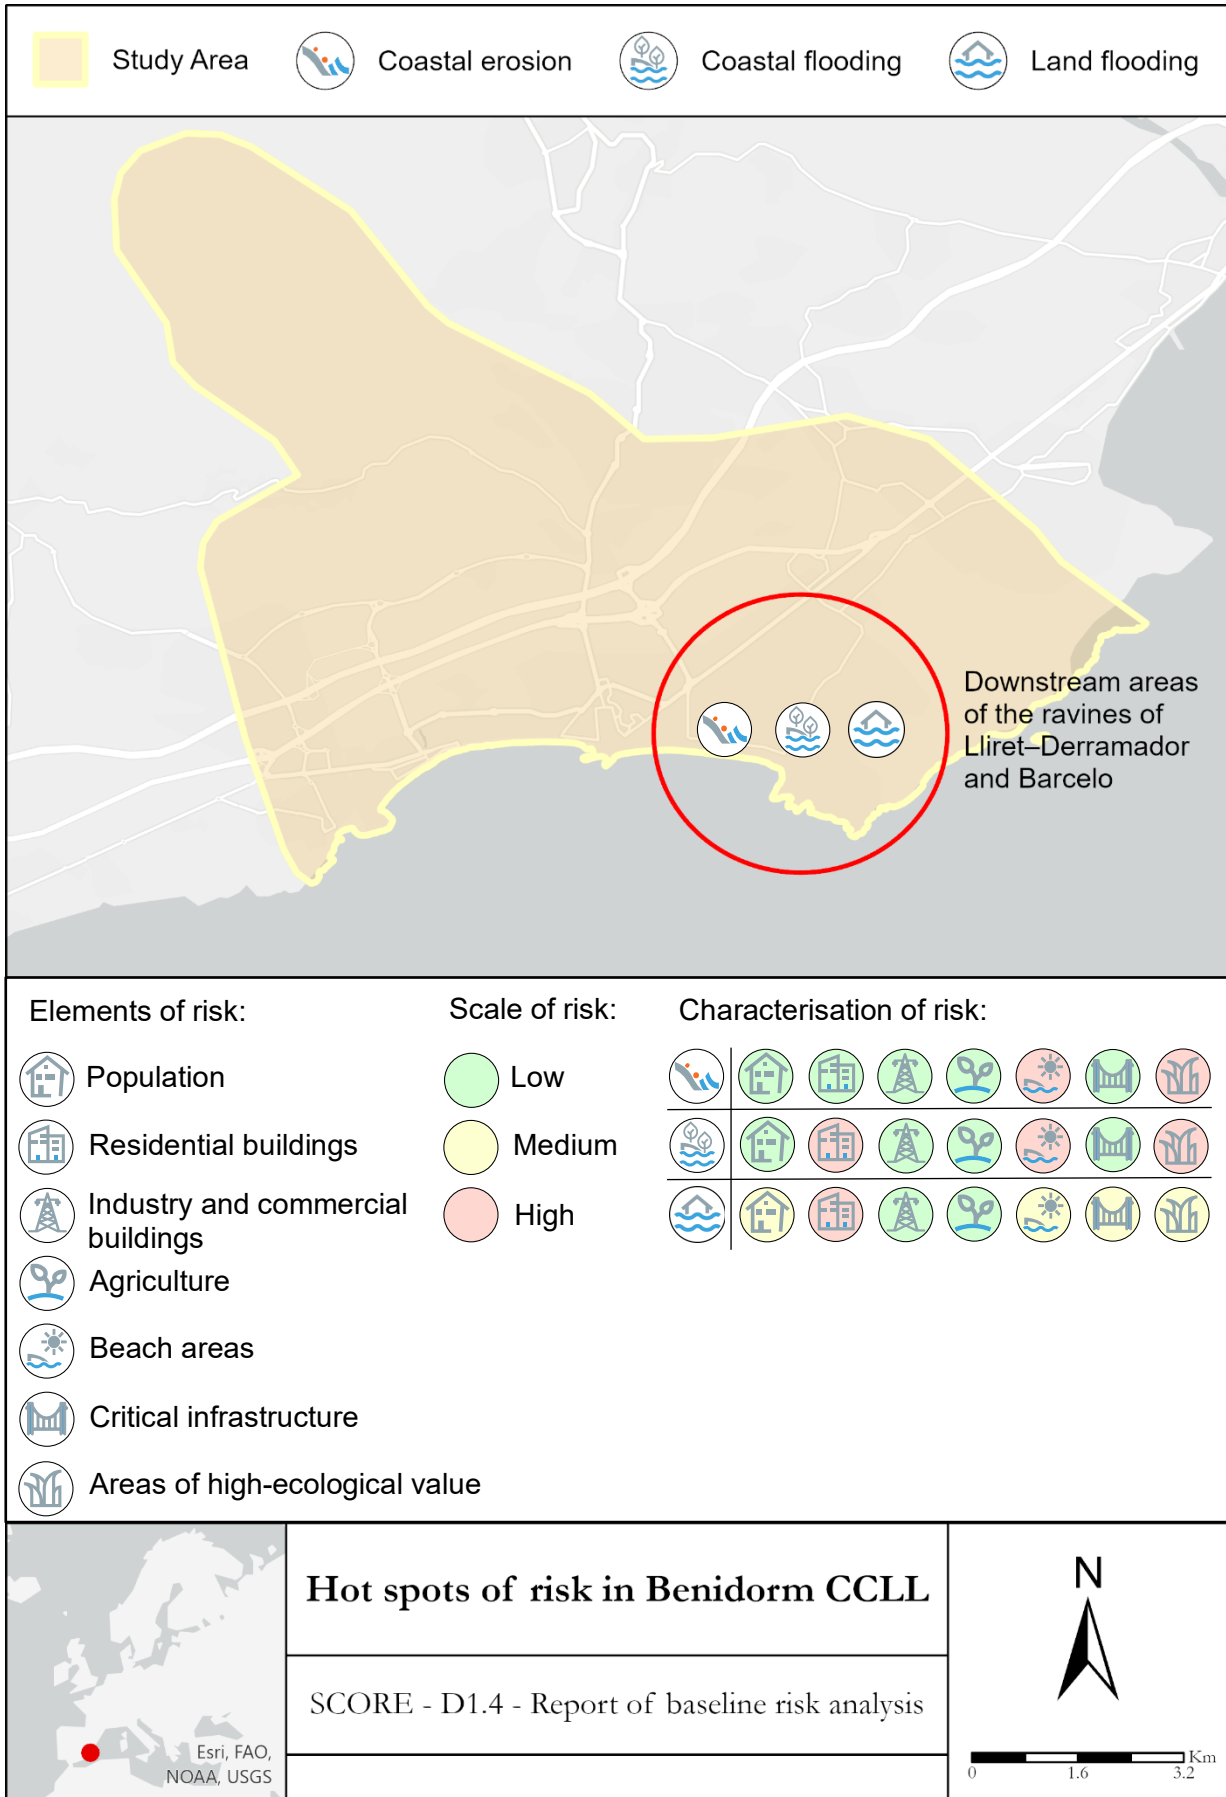 Study Area
Coastal erosion
Coastal flooding
Land flooding
Downstream areas
of the ravines of
Lliret–Derramador
and Barcelo
Elements of risk:
Population
Residential buildings
Industry and commercial
buildings
Agriculture
Beach areas
Critical infrastructure
Areas of high-ecological value
Scale of risk:
Low
Medium
High
Characterisation of risk:
Esri, FAO,
NOAA, USGS
Hot spots of risk in Benidorm CCLL
SCORE - D1.4 - Report of baseline risk analysis
N
Km
0 1.6 3.2